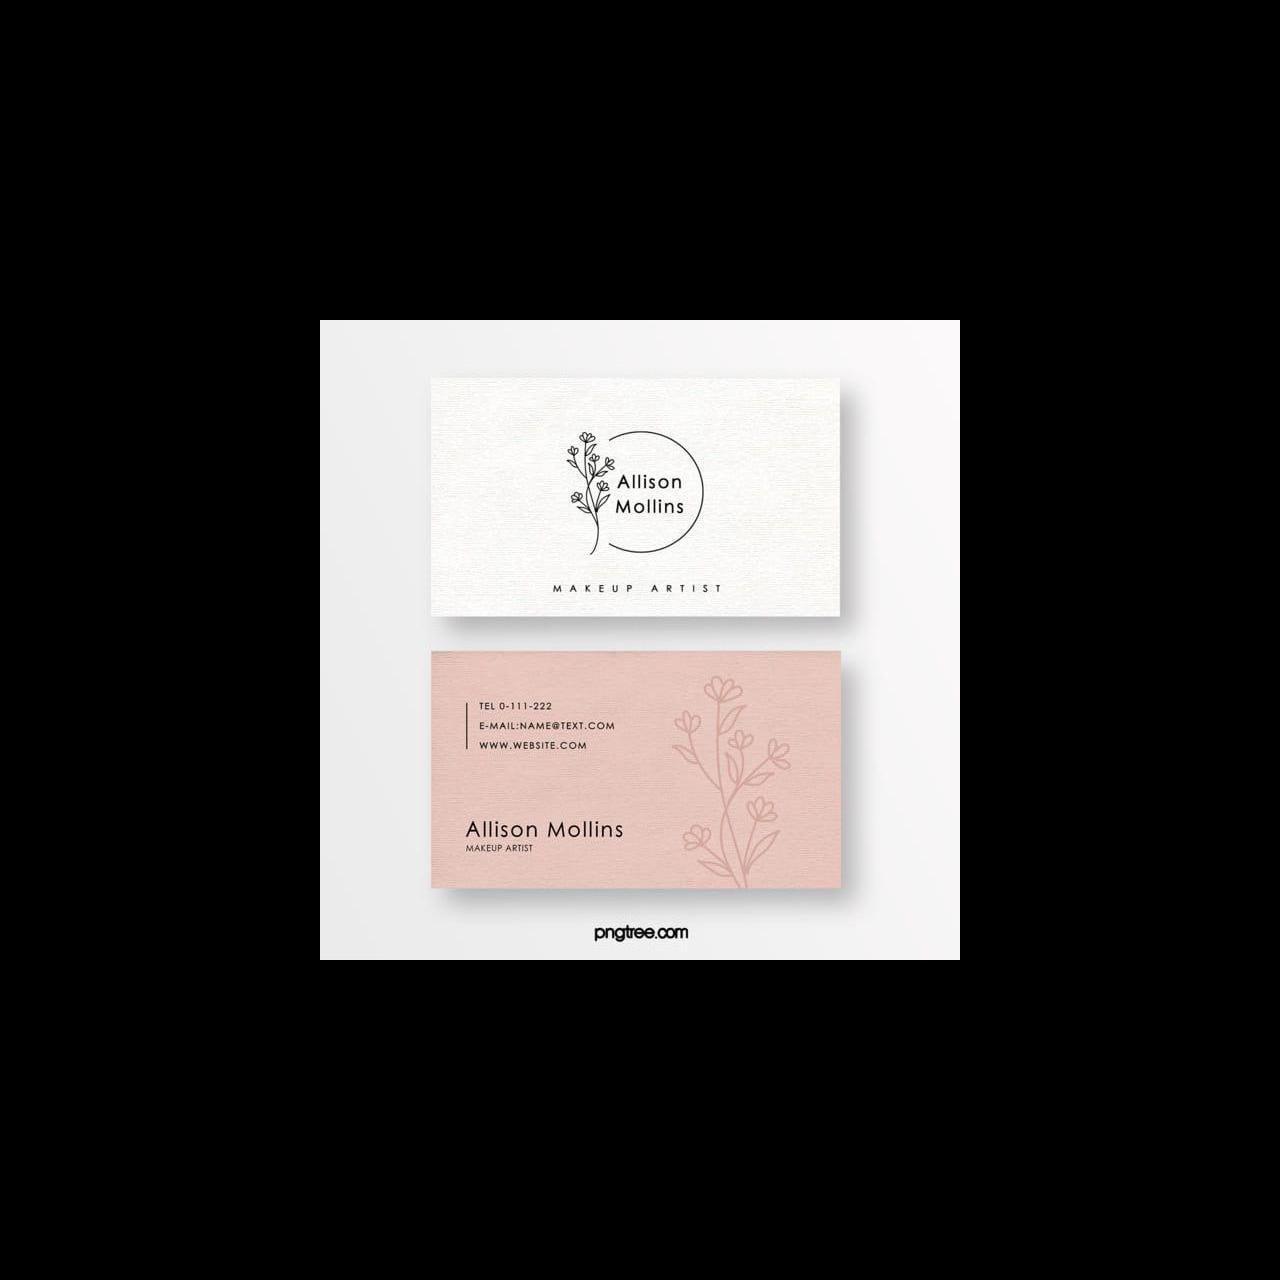 Allison
Mollins
MAKEUP ARTIST
TEL 0-111-222
E-MAIL:NAME@TEXT.COM
WWW.WEBSITE.COM
Allison Mollins
MAKEUP ARTIST
pngtree.com